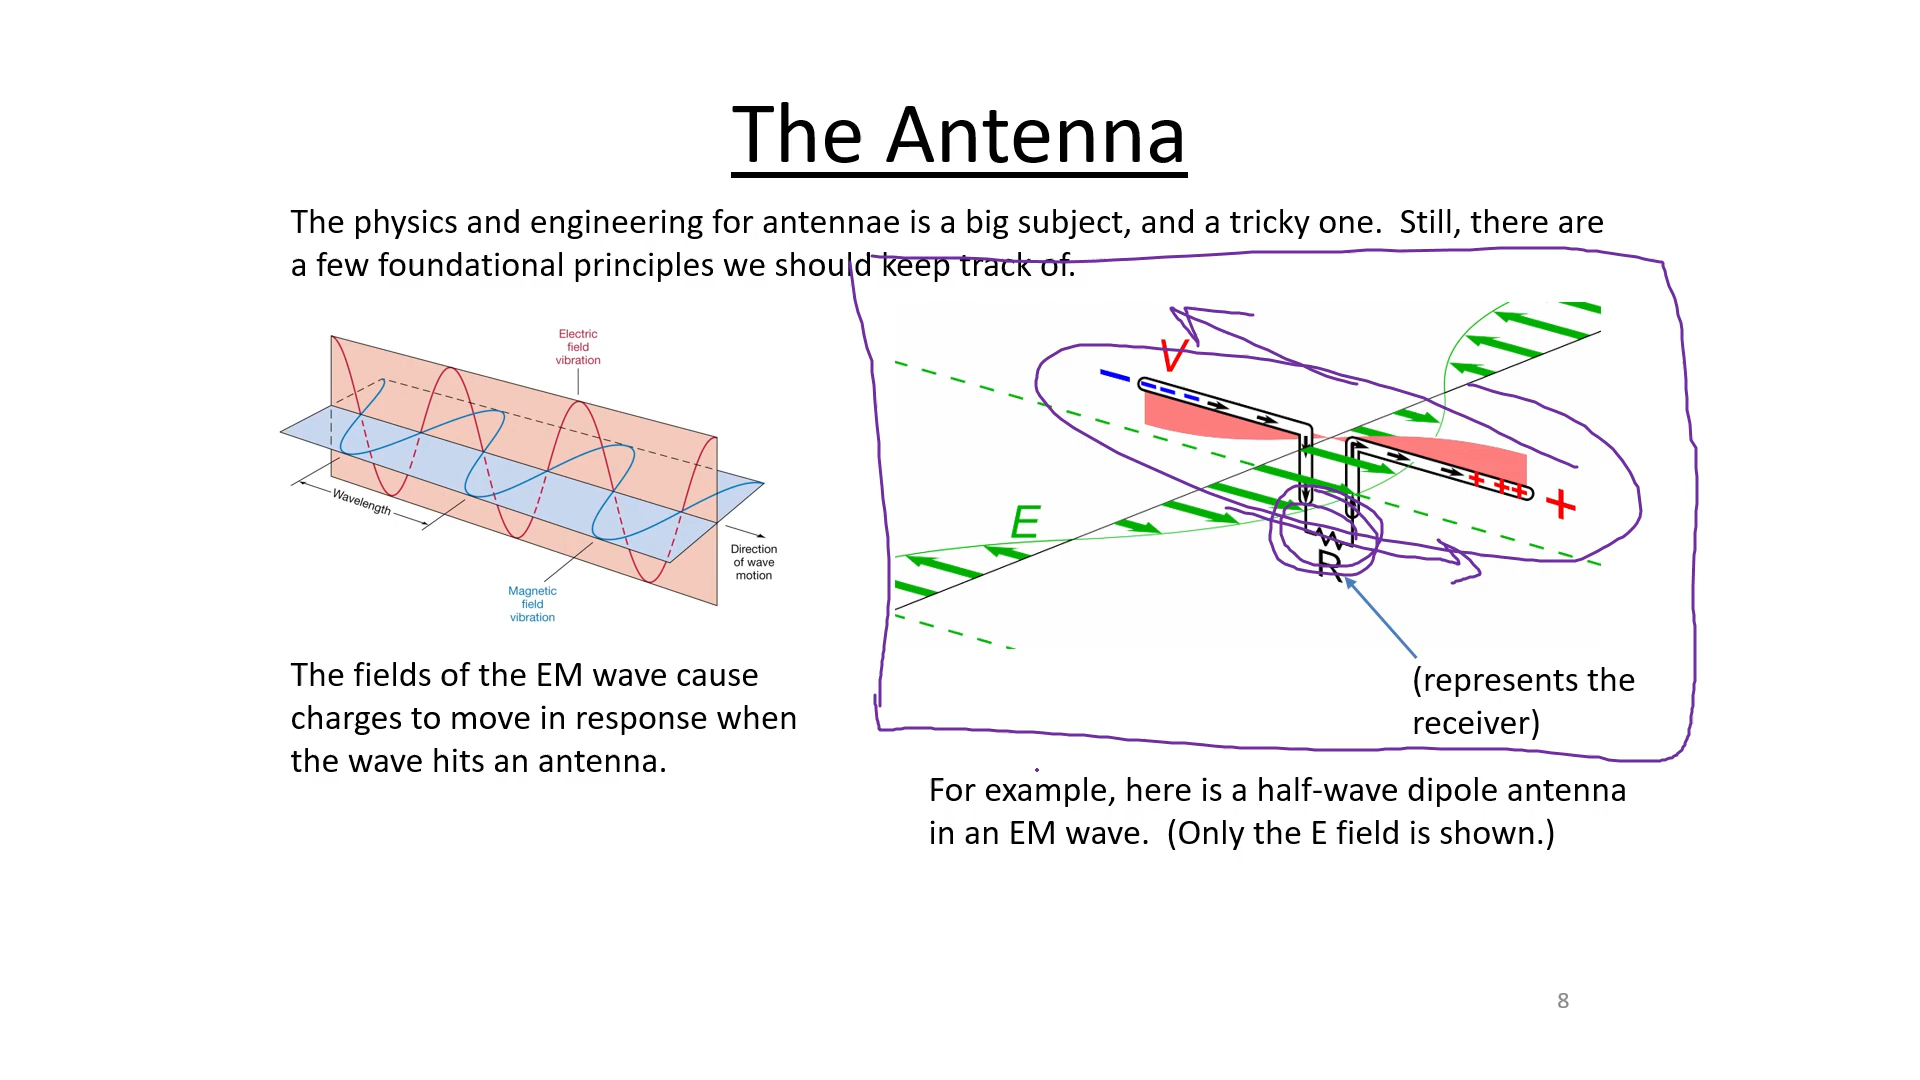 The Antenna
The physics and engineering for antennae is a big subject, and a tricky one.  Still, there are
a few foundational principles we should keep track of.
Electric
field
vibration
Wavelength
Direction
of wave
motion
Magnetic
field
vibration
V
E
R
(represents the
receiver)
The fields of the EM wave cause
charges to move in response when
the wave hits an antenna.
For example, here is a half-wave dipole antenna
in an EM wave.  (Only the E field is shown.)
8